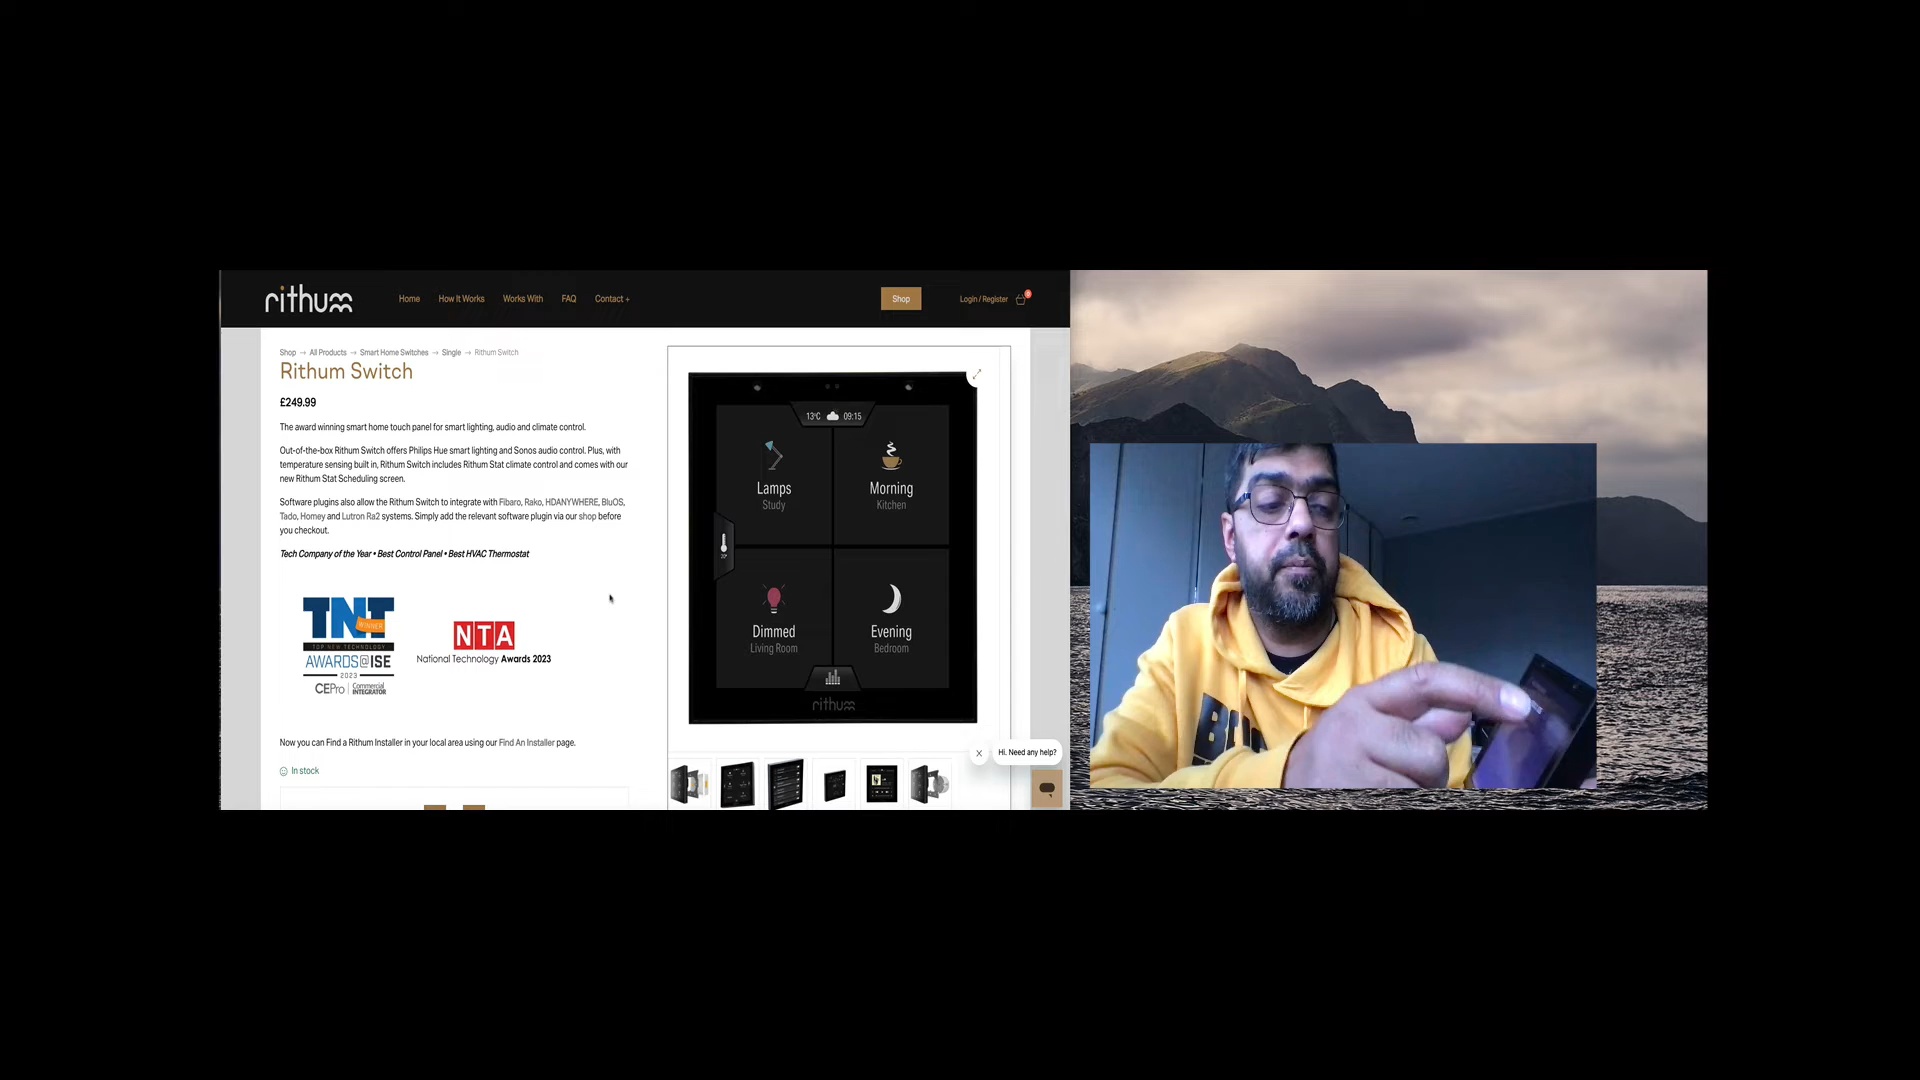 rithum
Home How It Works Works With FAQ Contact +
Shop
Login / Register 0
Shop → All Products → Smart Home Switches → Single → Rithum Switch
Rithum Switch
£249.99
The award winning smart home touch panel for smart lighting, audio and climate control.
Out-of-the-box Rithum Switch offers Philips Hue smart lighting and Sonos audio control. Plus, with
temperature sensing built in, Rithum Switch includes Rithum Stat climate control and comes with our
new Rithum Stat Scheduling screen.
Software plugins also allow the Rithum Switch to integrate with Fibaro, Rako, HDANYWHERE, BluOS,
Tado, Homey and Lutron Ra2 systems. Simply add the relevant software plugin via our shop before
you checkout.
Tech Company of the Year • Best Control Panel • Best HVAC Thermostat
TNT
WINNER
TOP NEW TECHNOLOGY
AWARDS@ISE
2023
CEPro | Commercial
INTEGRATOR
NTA
National Technology Awards 2023
Now you can Find a Rithum Installer in your local area using our Find An Installer page.
In stock
13°C 09:15
Lamps
Study
Morning
Kitchen
20°
Dimmed
Living Room
Evening
Bedroom
rithum
Hi. Need any help?